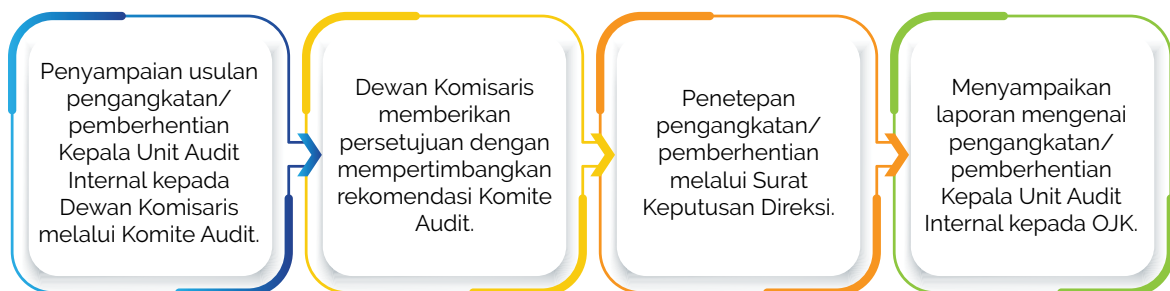 Penyampaian usulan
pengangkatan/
pemberhentian
Kepala Unit Audit
Internal kepada
Dewan Komisaris
melalui Komite Audit.
Dewan Komisaris
memberikan
persetujuan dengan
mempertimbangkan
rekomendasi Komite
Audit.
Penetepan
pengangkatan/
pemberhentian
melalui Surat
Keputusan Direksi.
Menyampaikan
laporan mengenai
pengangkatan/
pemberhentian
Kepala Unit Audit
Internal kepada OJK.